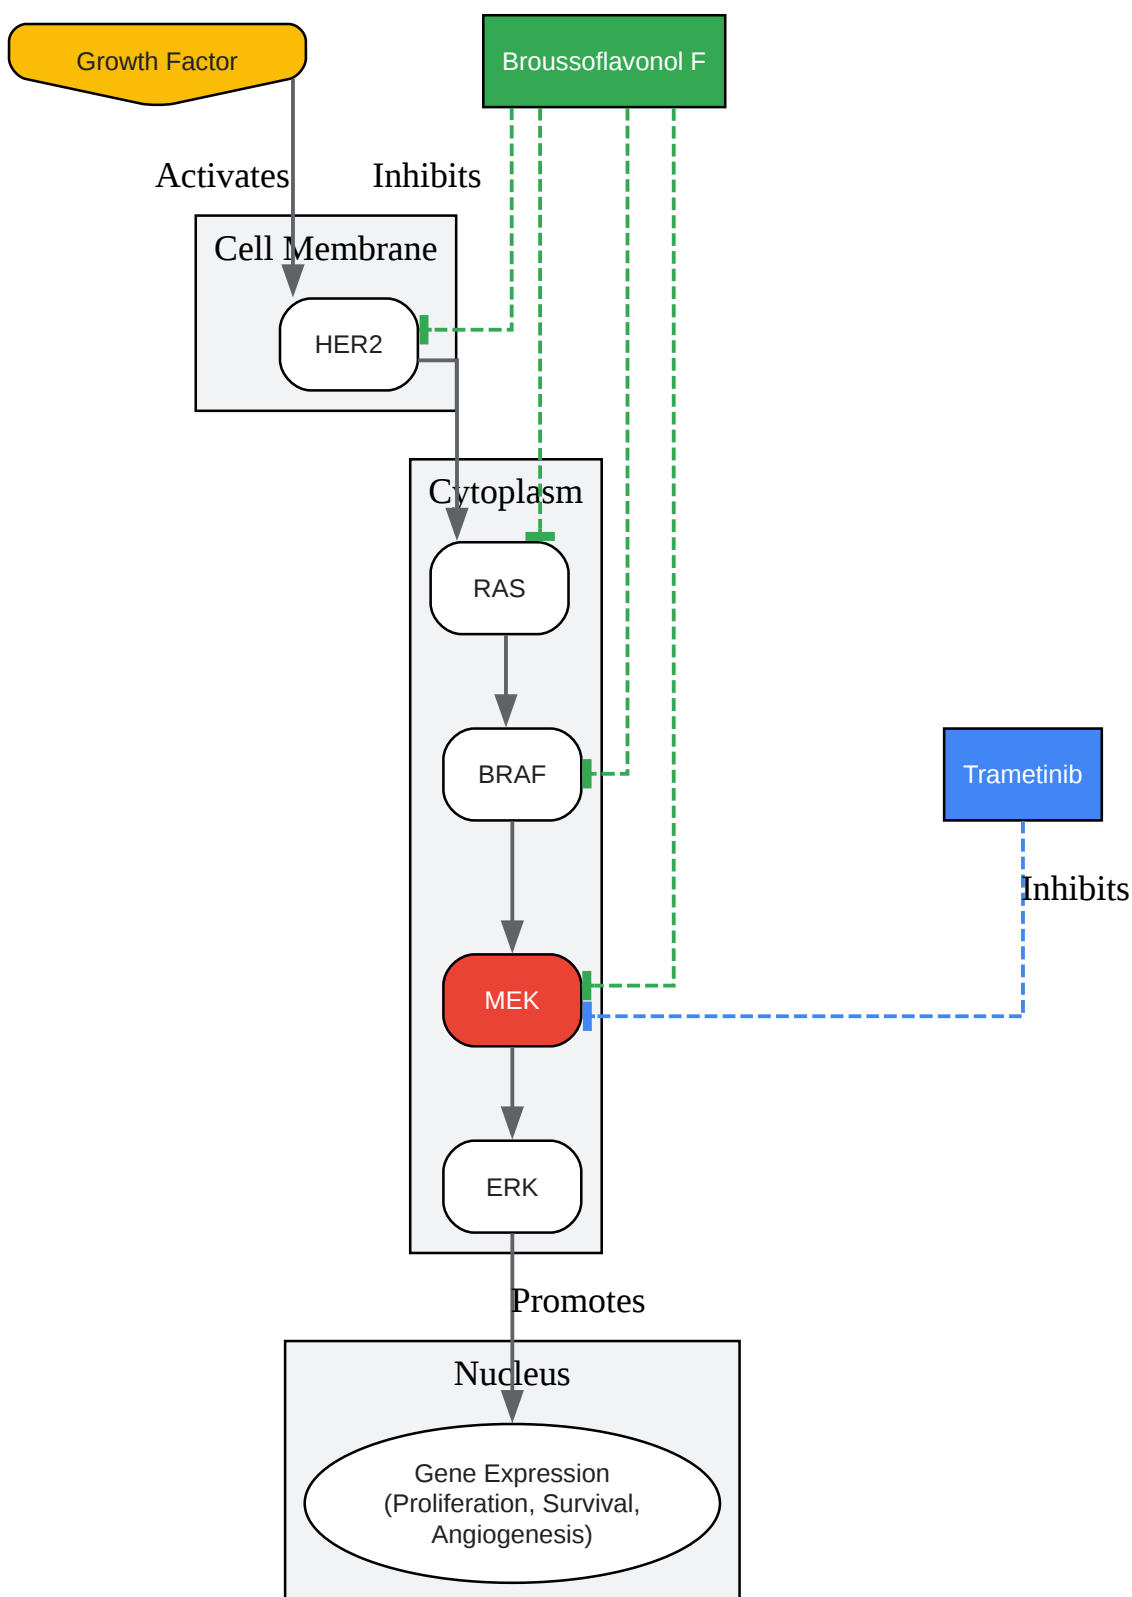 Growth Factor
Broussoflavonol F
Activates
Inhibits
Cell Membrane
HER2
Cytoplasm
RAS
BRAF
Trametinib
Inhibits
MEK
ERK
Promotes
Nucleus
Gene Expression
(Proliferation, Survival,
Angiogenesis)